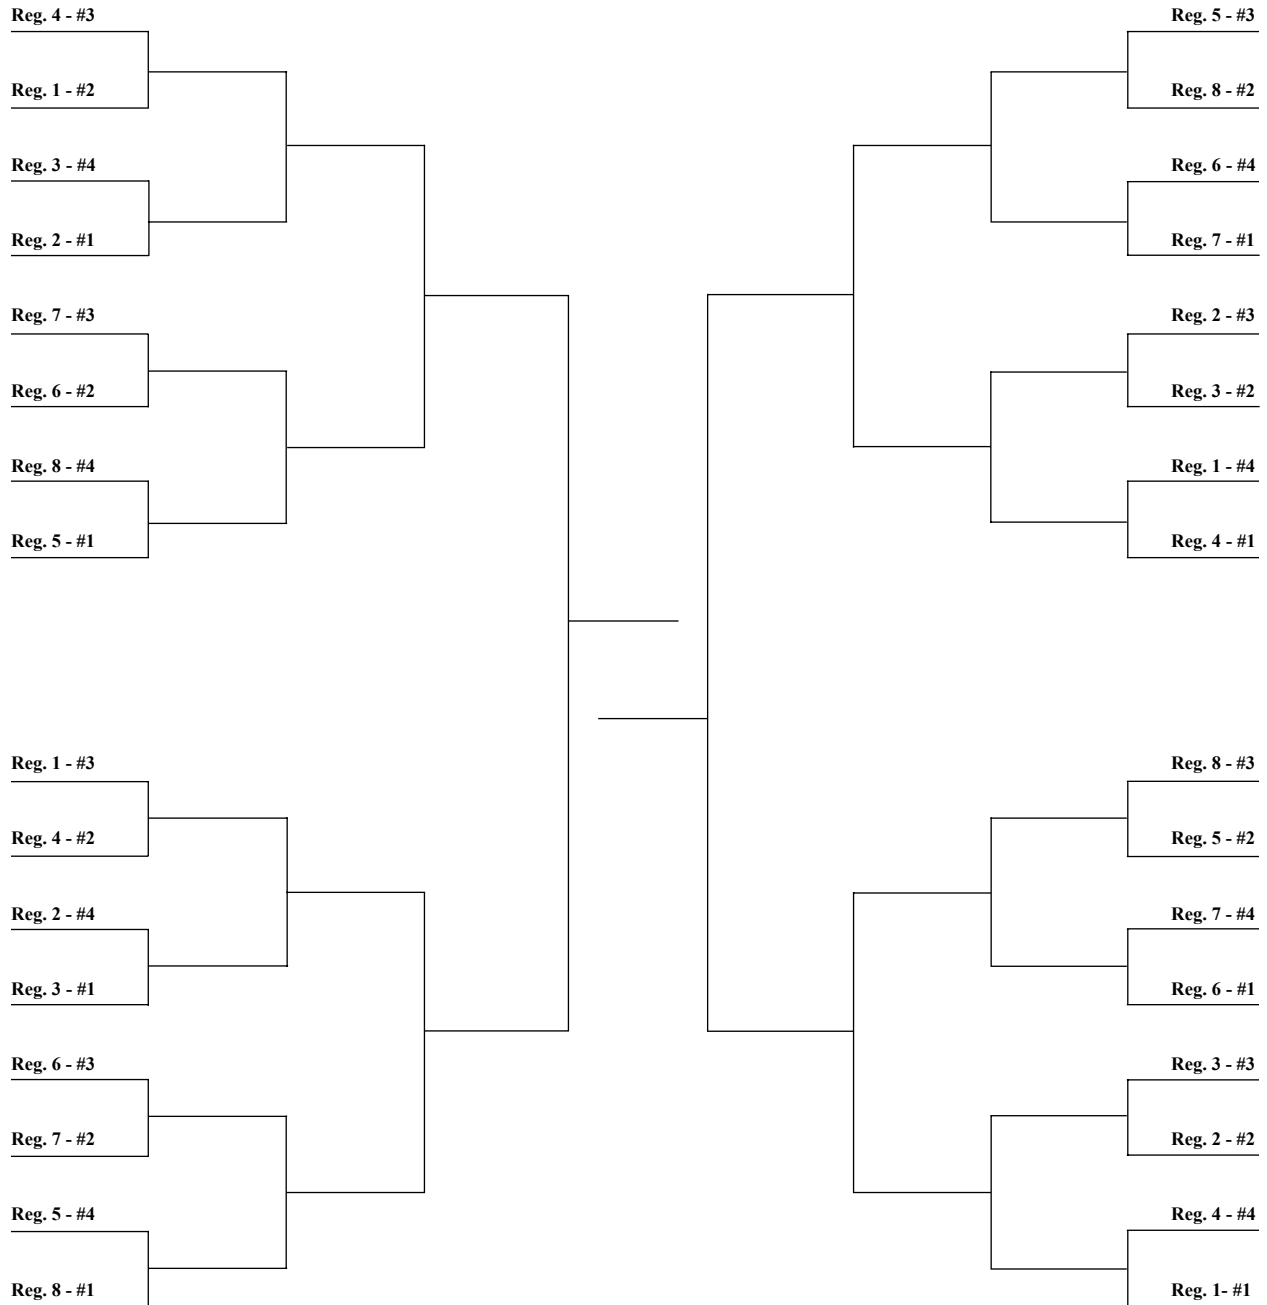 Reg. 4 - #3
Reg. 1 - #2
Reg. 3 - #4
Reg. 2 - #1
Reg. 7 - #3
Reg. 6 - #2
Reg. 8 - #4
Reg. 5 - #1
Reg. 1 - #3
Reg. 4 - #2
Reg. 2 - #4
Reg. 3 - #1
Reg. 6 - #3
Reg. 7 - #2
Reg. 5 - #4
Reg. 8 - #1
Reg. 5 - #3
Reg. 8 - #2
Reg. 6 - #4
Reg. 7 - #1
Reg. 2 - #3
Reg. 3 - #2
Reg. 1 - #4
Reg. 4 - #1
Reg. 8 - #3
Reg. 5 - #2
Reg. 7 - #4
Reg. 6 - #1
Reg. 3 - #3
Reg. 2 - #2
Reg. 4 - #4
Reg. 1- #1